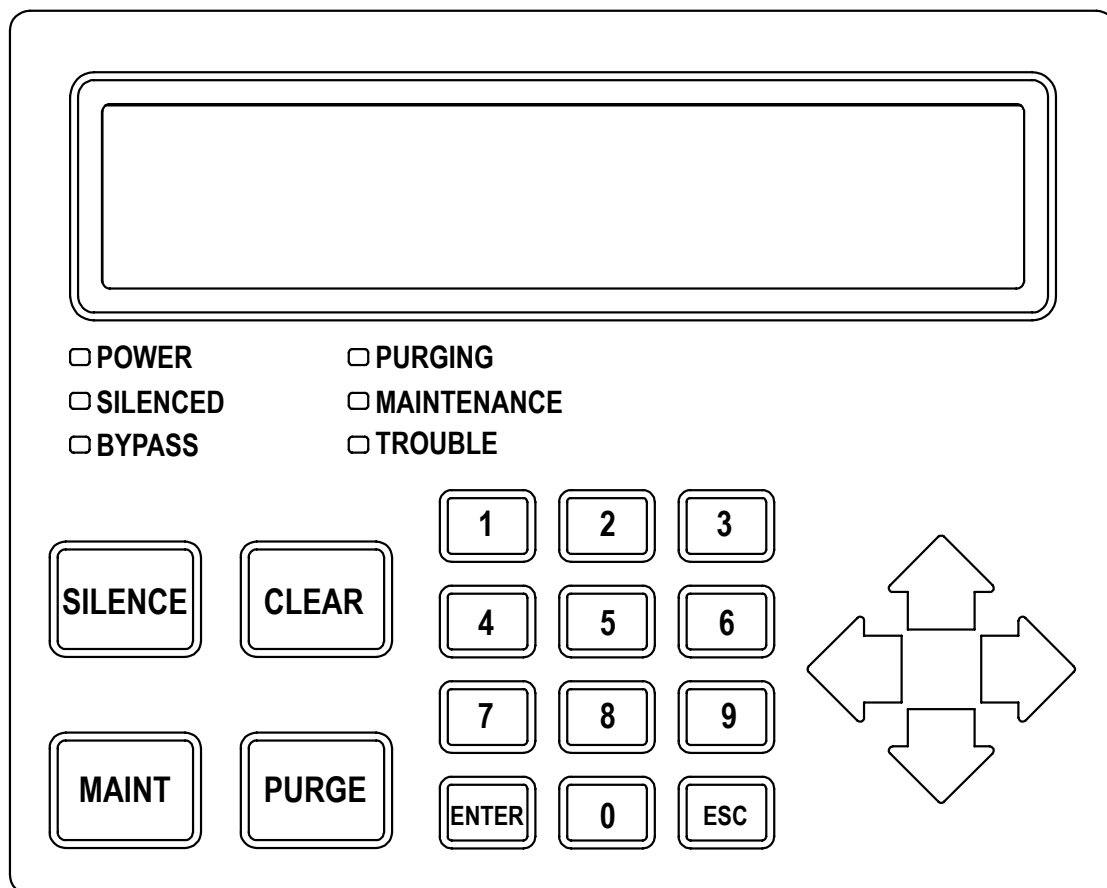 POWER PURGING
SILENCED MAINTENANCE
BYPASS TROUBLE
1 2 3
SILENCE CLEAR
4 5 6
7 8 9
MAINT PURGE
ENTER 0 ESC